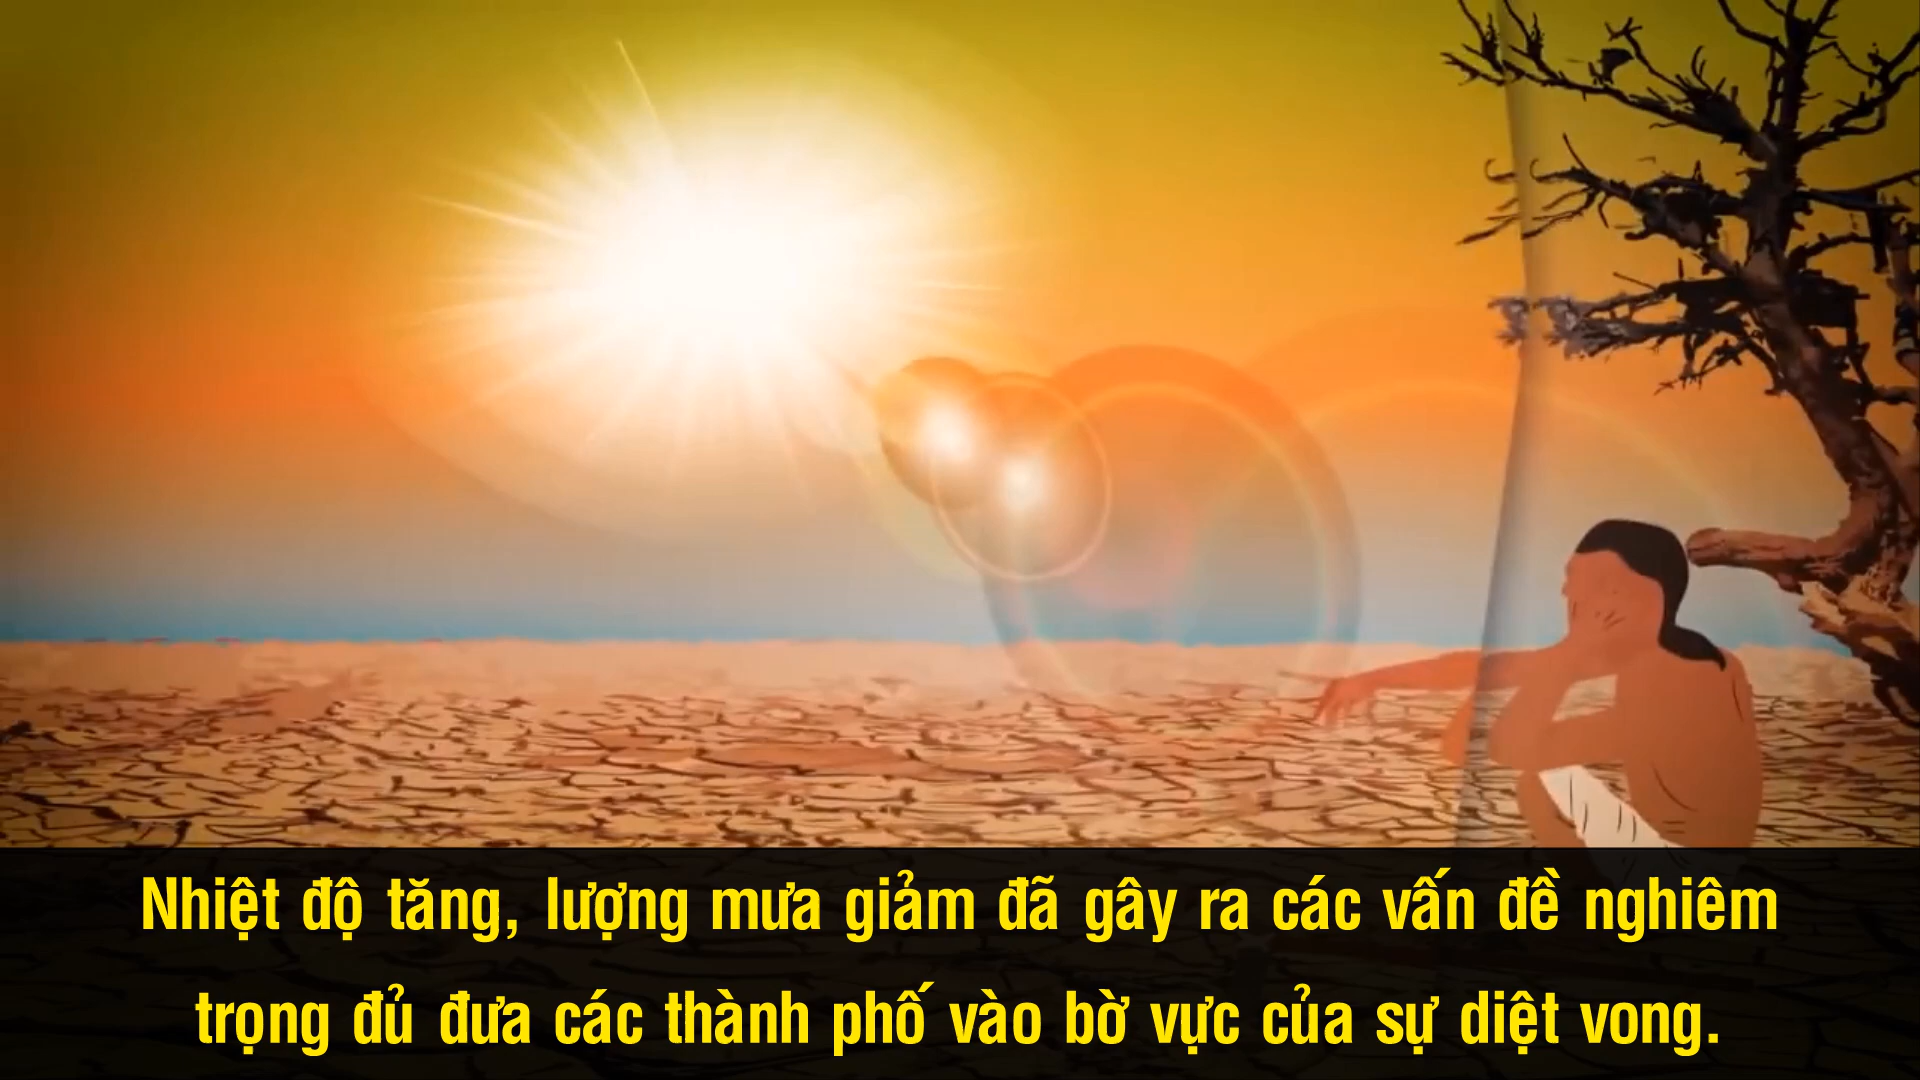 Nhiệt độ tăng, lượng mưa giảm đã gây ra các vấn đề nghiêm
trọng đủ đưa các thành phố vào bờ vực của sự diệt vong.